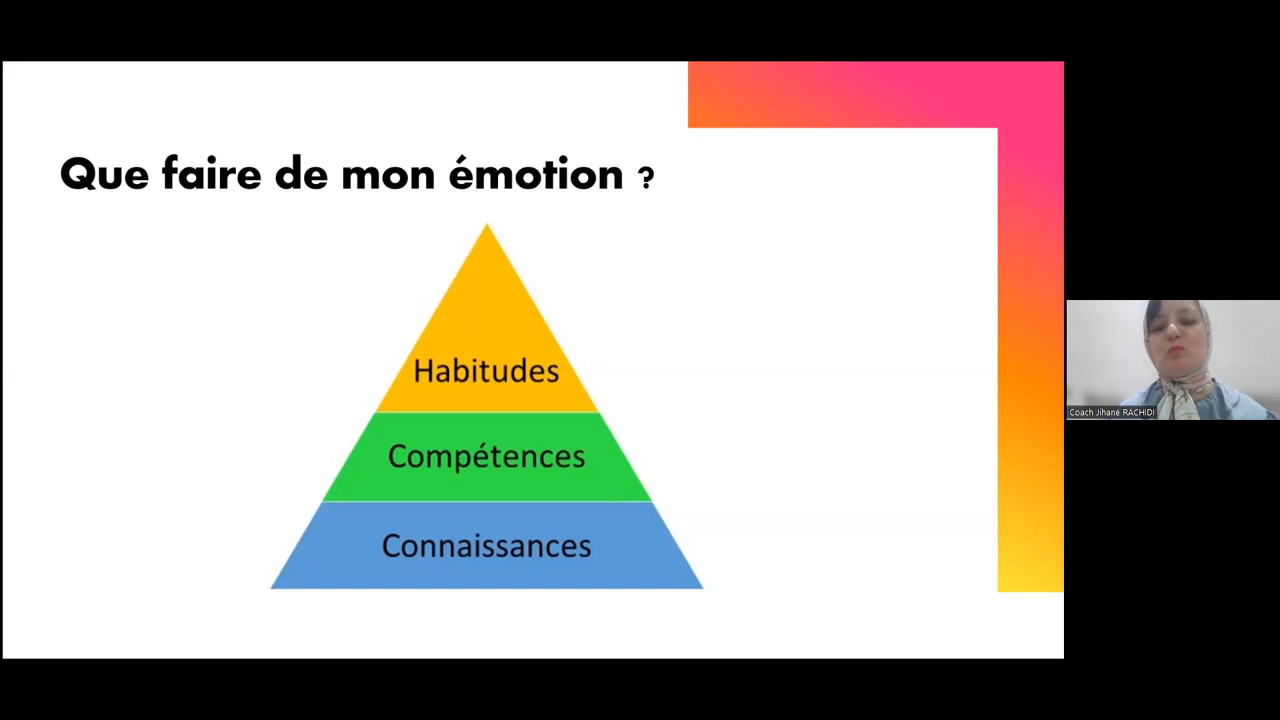 Que faire de mon émotion ?
Habitudes
Compétences
Connaissances
Coach Jihane RACHIDI